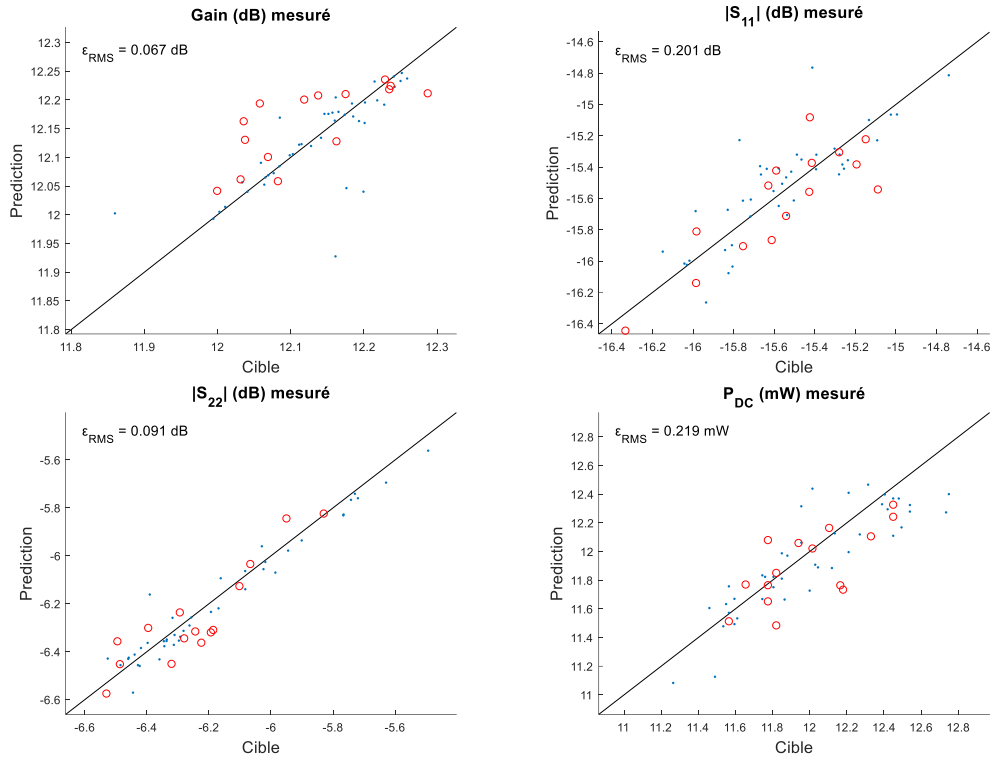 Gain (dB) mesuré
ε_RMS = 0.067 dB
Prediction
12.3
12.25
12.2
12.15
12.1
12.05
12
11.95
11.9
11.85
11.8
11.8 11.9 12 12.1 12.2 12.3
Cible
|S_11| (dB) mesuré
ε_RMS = 0.201 dB
Prediction
-14.6
-14.8
-15
-15.2
-15.4
-15.6
-15.8
-16
-16.2
-16.4
-16.4 -16.2 -16 -15.8 -15.6 -15.4 -15.2 -15 -14.8 -14.6
Cible
|S_22| (dB) mesuré
ε_RMS = 0.091 dB
Prediction
-5.6
-5.8
-6
-6.2
-6.4
-6.6
-6.6 -6.4 -6.2 -6 -5.8 -5.6
Cible
P_DC (mW) mesuré
ε_RMS = 0.219 mW
Prediction
12.8
12.6
12.4
12.2
12
11.8
11.6
11.4
11.2
11
11 11.2 11.4 11.6 11.8 12 12.2 12.4 12.6 12.8
Cible